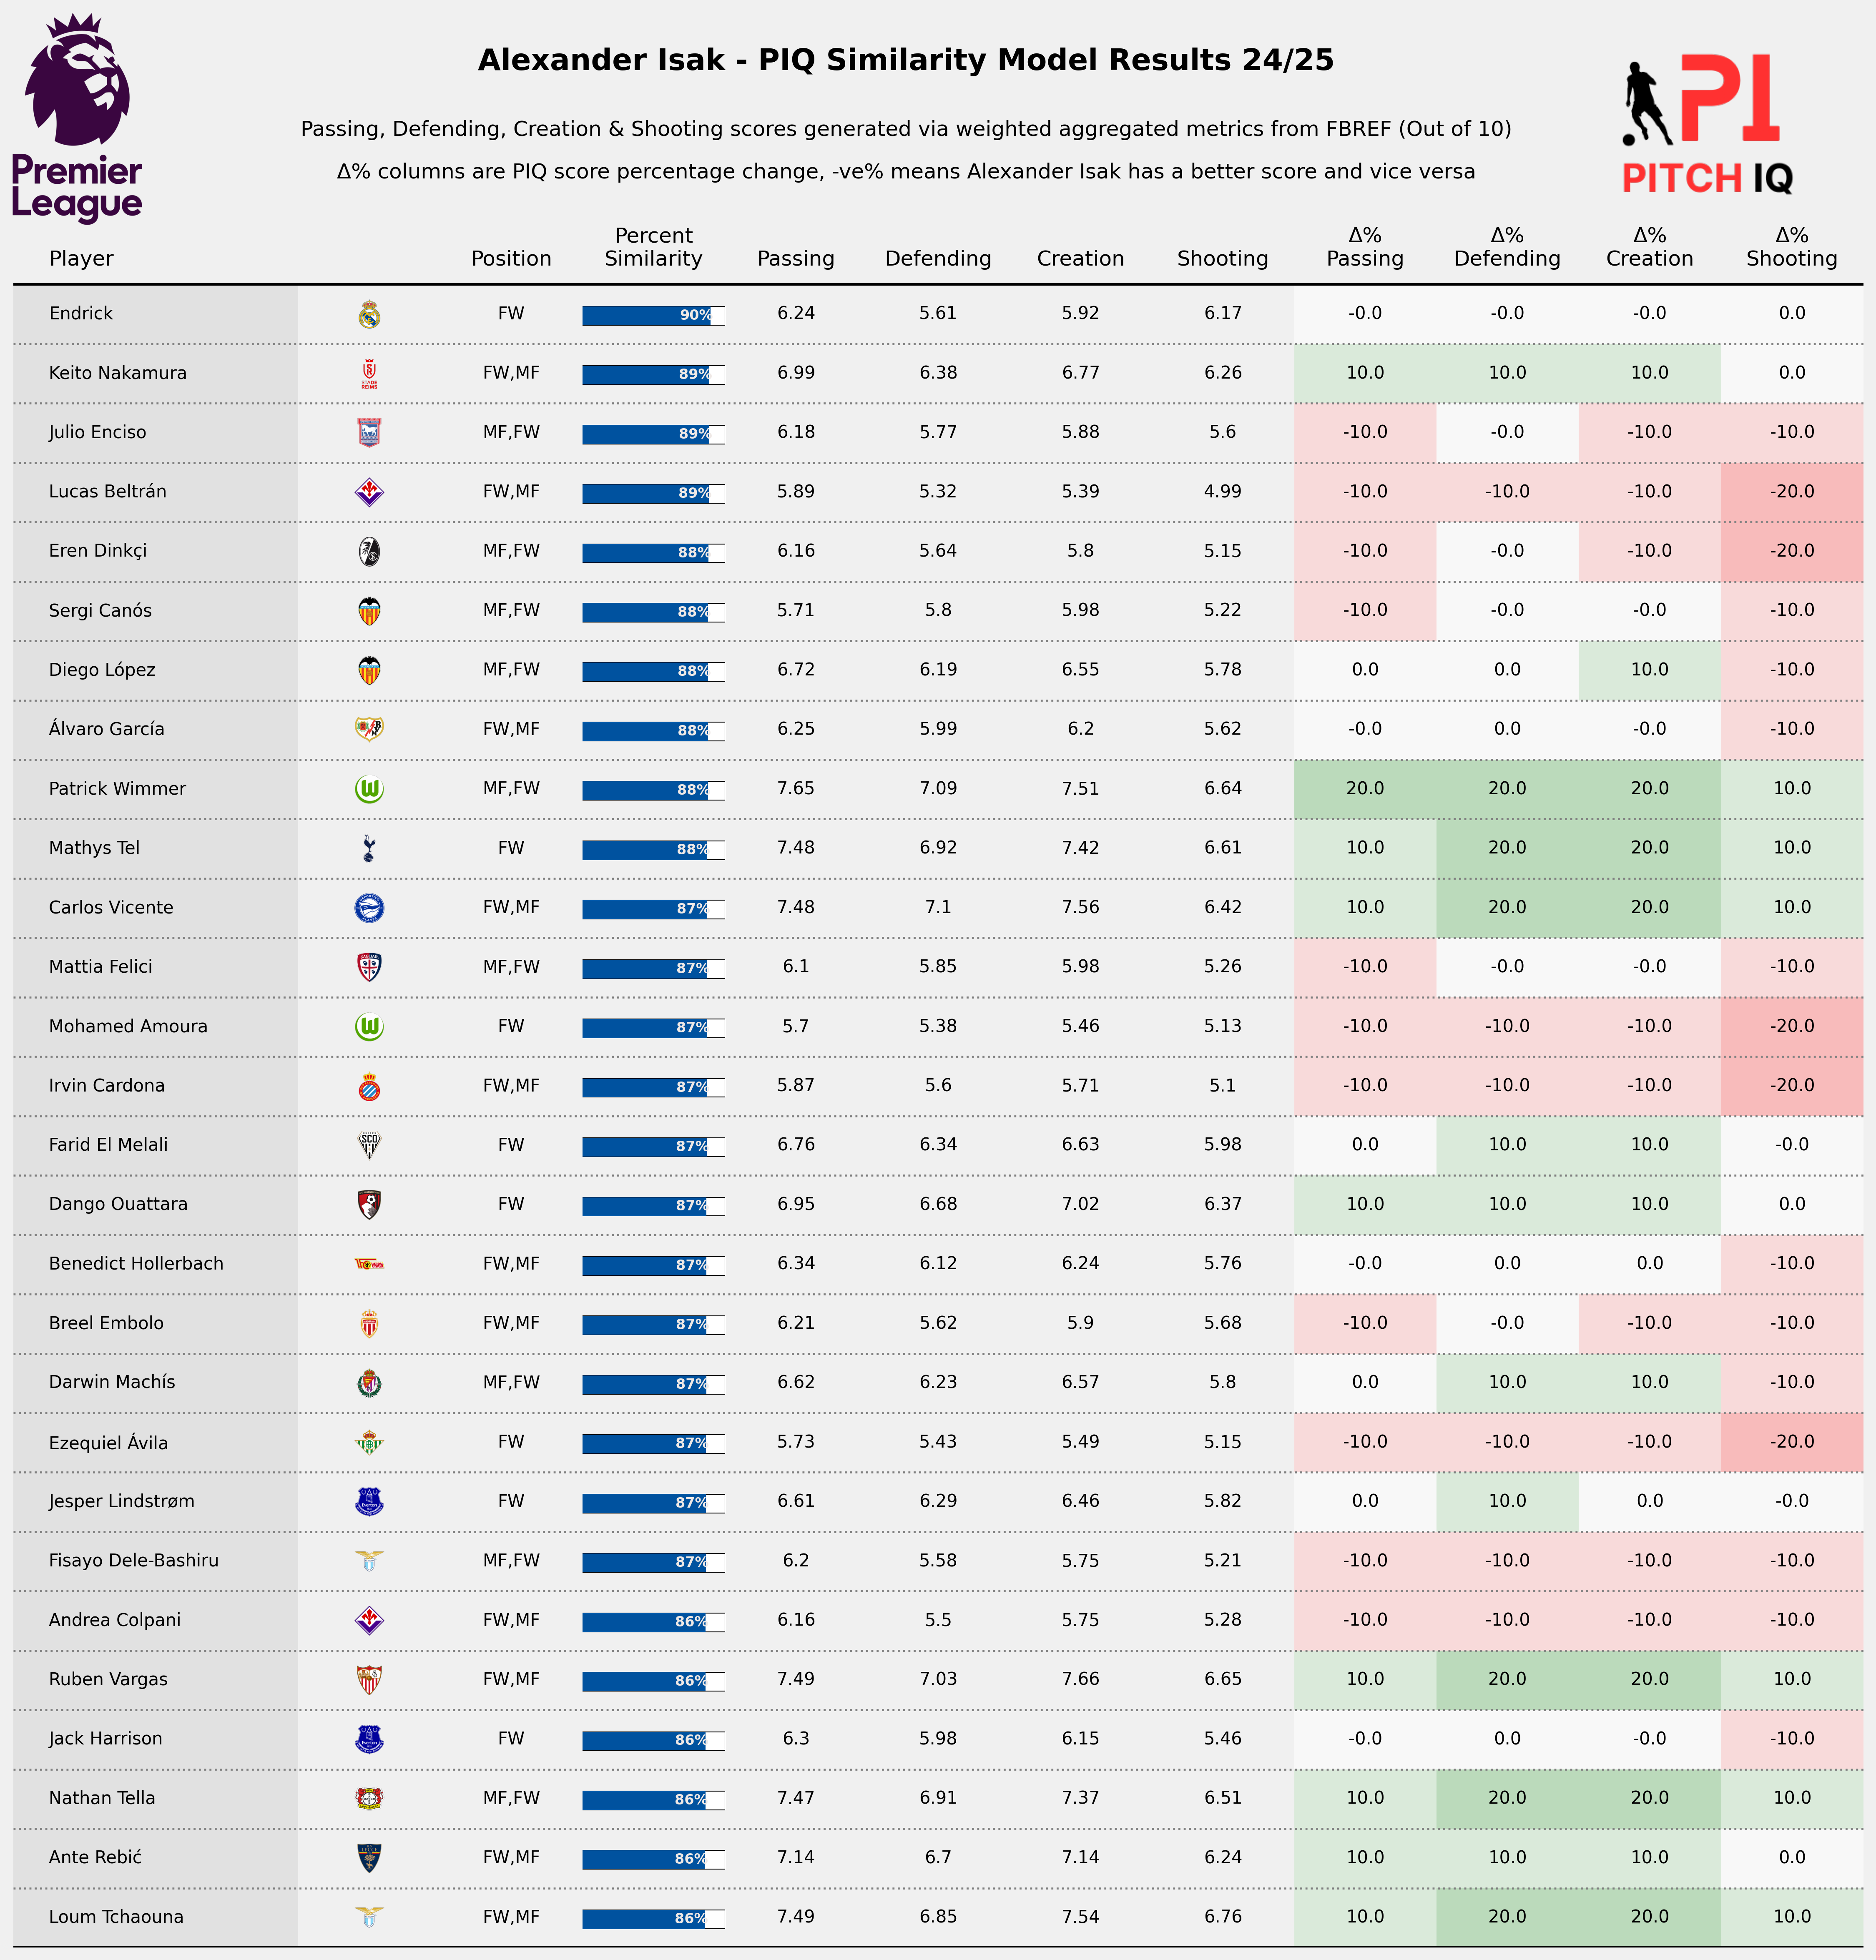 Premier
League
Alexander Isak - PIQ Similarity Model Results 24/25
Passing, Defending, Creation & Shooting scores generated via weighted aggregated metrics from FBREF (Out of 10)
Δ% columns are PIQ score percentage change, -ve% means Alexander Isak has a better score and vice versa
PI
PITCH IQ
Player Position Percent Similarity Passing Defending Creation Shooting Δ% Passing Δ% Defending Δ% Creation Δ% Shooting
Endrick FW 90% 6.24 5.61 5.92 6.17 -0.0 -0.0 -0.0 0.0
Keito Nakamura FW,MF 89% 6.99 6.38 6.77 6.26 10.0 10.0 10.0 0.0
Julio Enciso MF,FW 89% 6.18 5.77 5.88 5.6 -10.0 -0.0 -10.0 -10.0
Lucas Beltrán FW,MF 89% 5.89 5.32 5.39 4.99 -10.0 -10.0 -10.0 -20.0
Eren Dinkçi MF,FW 88% 6.16 5.64 5.8 5.15 -10.0 -0.0 -10.0 -20.0
Sergi Canós MF,FW 88% 5.71 5.8 5.98 5.22 -10.0 -0.0 -0.0 -10.0
Diego López MF,FW 88% 6.72 6.19 6.55 5.78 0.0 0.0 10.0 -10.0
Álvaro García FW,MF 88% 6.25 5.99 6.2 5.62 -0.0 0.0 -0.0 -10.0
Patrick Wimmer MF,FW 88% 7.65 7.09 7.51 6.64 20.0 20.0 20.0 10.0
Mathys Tel FW 88% 7.48 6.92 7.42 6.61 10.0 20.0 20.0 10.0
Carlos Vicente FW,MF 87% 7.48 7.1 7.56 6.42 10.0 20.0 20.0 10.0
Mattia Felici MF,FW 87% 6.1 5.85 5.98 5.26 -10.0 -0.0 -0.0 -10.0
Mohamed Amoura FW 87% 5.7 5.38 5.46 5.13 -10.0 -10.0 -10.0 -20.0
Irvin Cardona FW,MF 87% 5.87 5.6 5.71 5.1 -10.0 -10.0 -10.0 -20.0
Farid El Melali FW 87% 6.76 6.34 6.63 5.98 0.0 10.0 10.0 -0.0
Dango Ouattara FW 87% 6.95 6.68 7.02 6.37 10.0 10.0 10.0 0.0
Benedict Hollerbach FW,MF 87% 6.34 6.12 6.24 5.76 -0.0 0.0 0.0 -10.0
Breel Embolo FW,MF 87% 6.21 5.62 5.9 5.68 -10.0 -0.0 -10.0 -10.0
Darwin Machís MF,FW 87% 6.62 6.23 6.57 5.8 0.0 10.0 10.0 -10.0
Ezequiel Ávila FW 87% 5.73 5.43 5.49 5.15 -10.0 -10.0 -10.0 -20.0
Jesper Lindstrøm FW 87% 6.61 6.29 6.46 5.82 0.0 10.0 0.0 -0.0
Fisayo Dele-Bashiru MF,FW 87% 6.2 5.58 5.75 5.21 -10.0 -10.0 -10.0 -10.0
Andrea Colpani FW,MF 86% 6.16 5.5 5.75 5.28 -10.0 -10.0 -10.0 -10.0
Ruben Vargas FW,MF 86% 7.49 7.03 7.66 6.65 10.0 20.0 20.0 10.0
Jack Harrison FW 86% 6.3 5.98 6.15 5.46 -0.0 0.0 -0.0 -10.0
Nathan Tella MF,FW 86% 7.47 6.91 7.37 6.51 10.0 20.0 20.0 10.0
Ante Rebić FW,MF 86% 7.14 6.7 7.14 6.24 10.0 10.0 10.0 0.0
Loum Tchaouna FW,MF 86% 7.49 6.85 7.54 6.76 10.0 20.0 20.0 10.0